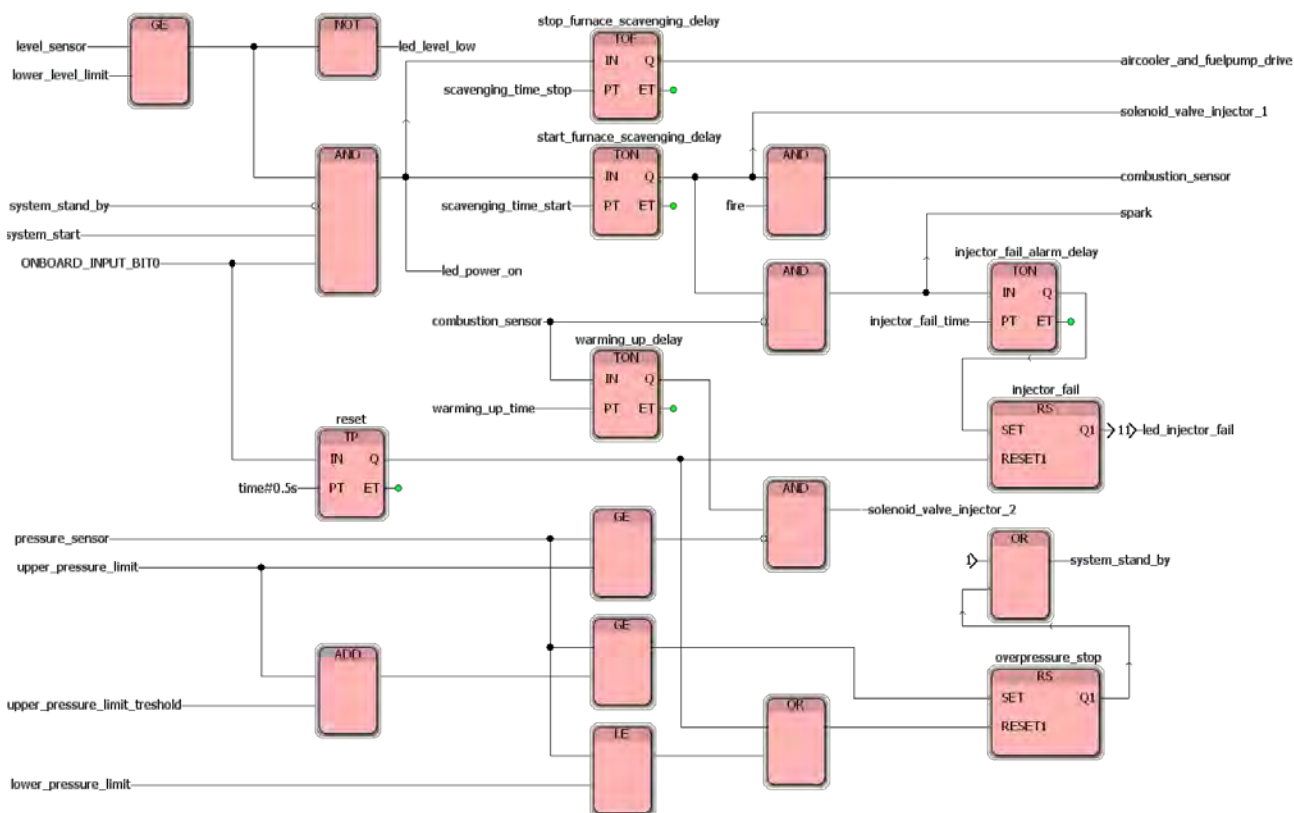 GE
NOT
stop_furnace_scavenging_delay
level_sensor
led_level_low
TOF
lower_level_limit
IN Q
aircooler_and_fuelpump_drive
scavenging_time_stop
PT ET
solenoid_valve_injector_1
start_furnace_scavenging_delay
AND
TON
AND
IN Q
combustion_sensor
system_stand_by
scavenging_time_start
PT ET
fire
spark
system_start
ONBOARD_INPUT_BIT0
led_power_on
injector_fail_alarm_delay
AND
TON
IN Q
combustion_sensor
injector_fail_time
PT ET
warming_up_delay
TON
IN Q
warming_up_time
PT ET
injector_fail
RS
reset
SET Q1
11
led_injector_fail
TP
IN Q
RESET1
time#0.5s
PT ET
AND
solenoid_valve_injector_2
GE
pressure_sensor
OR
upper_pressure_limit
1
system_stand_by
GE
ADD
overpressure_stop
RS
upper_pressure_limit_treshold
SET Q1
OR
RESET1
LE
lower_pressure_limit